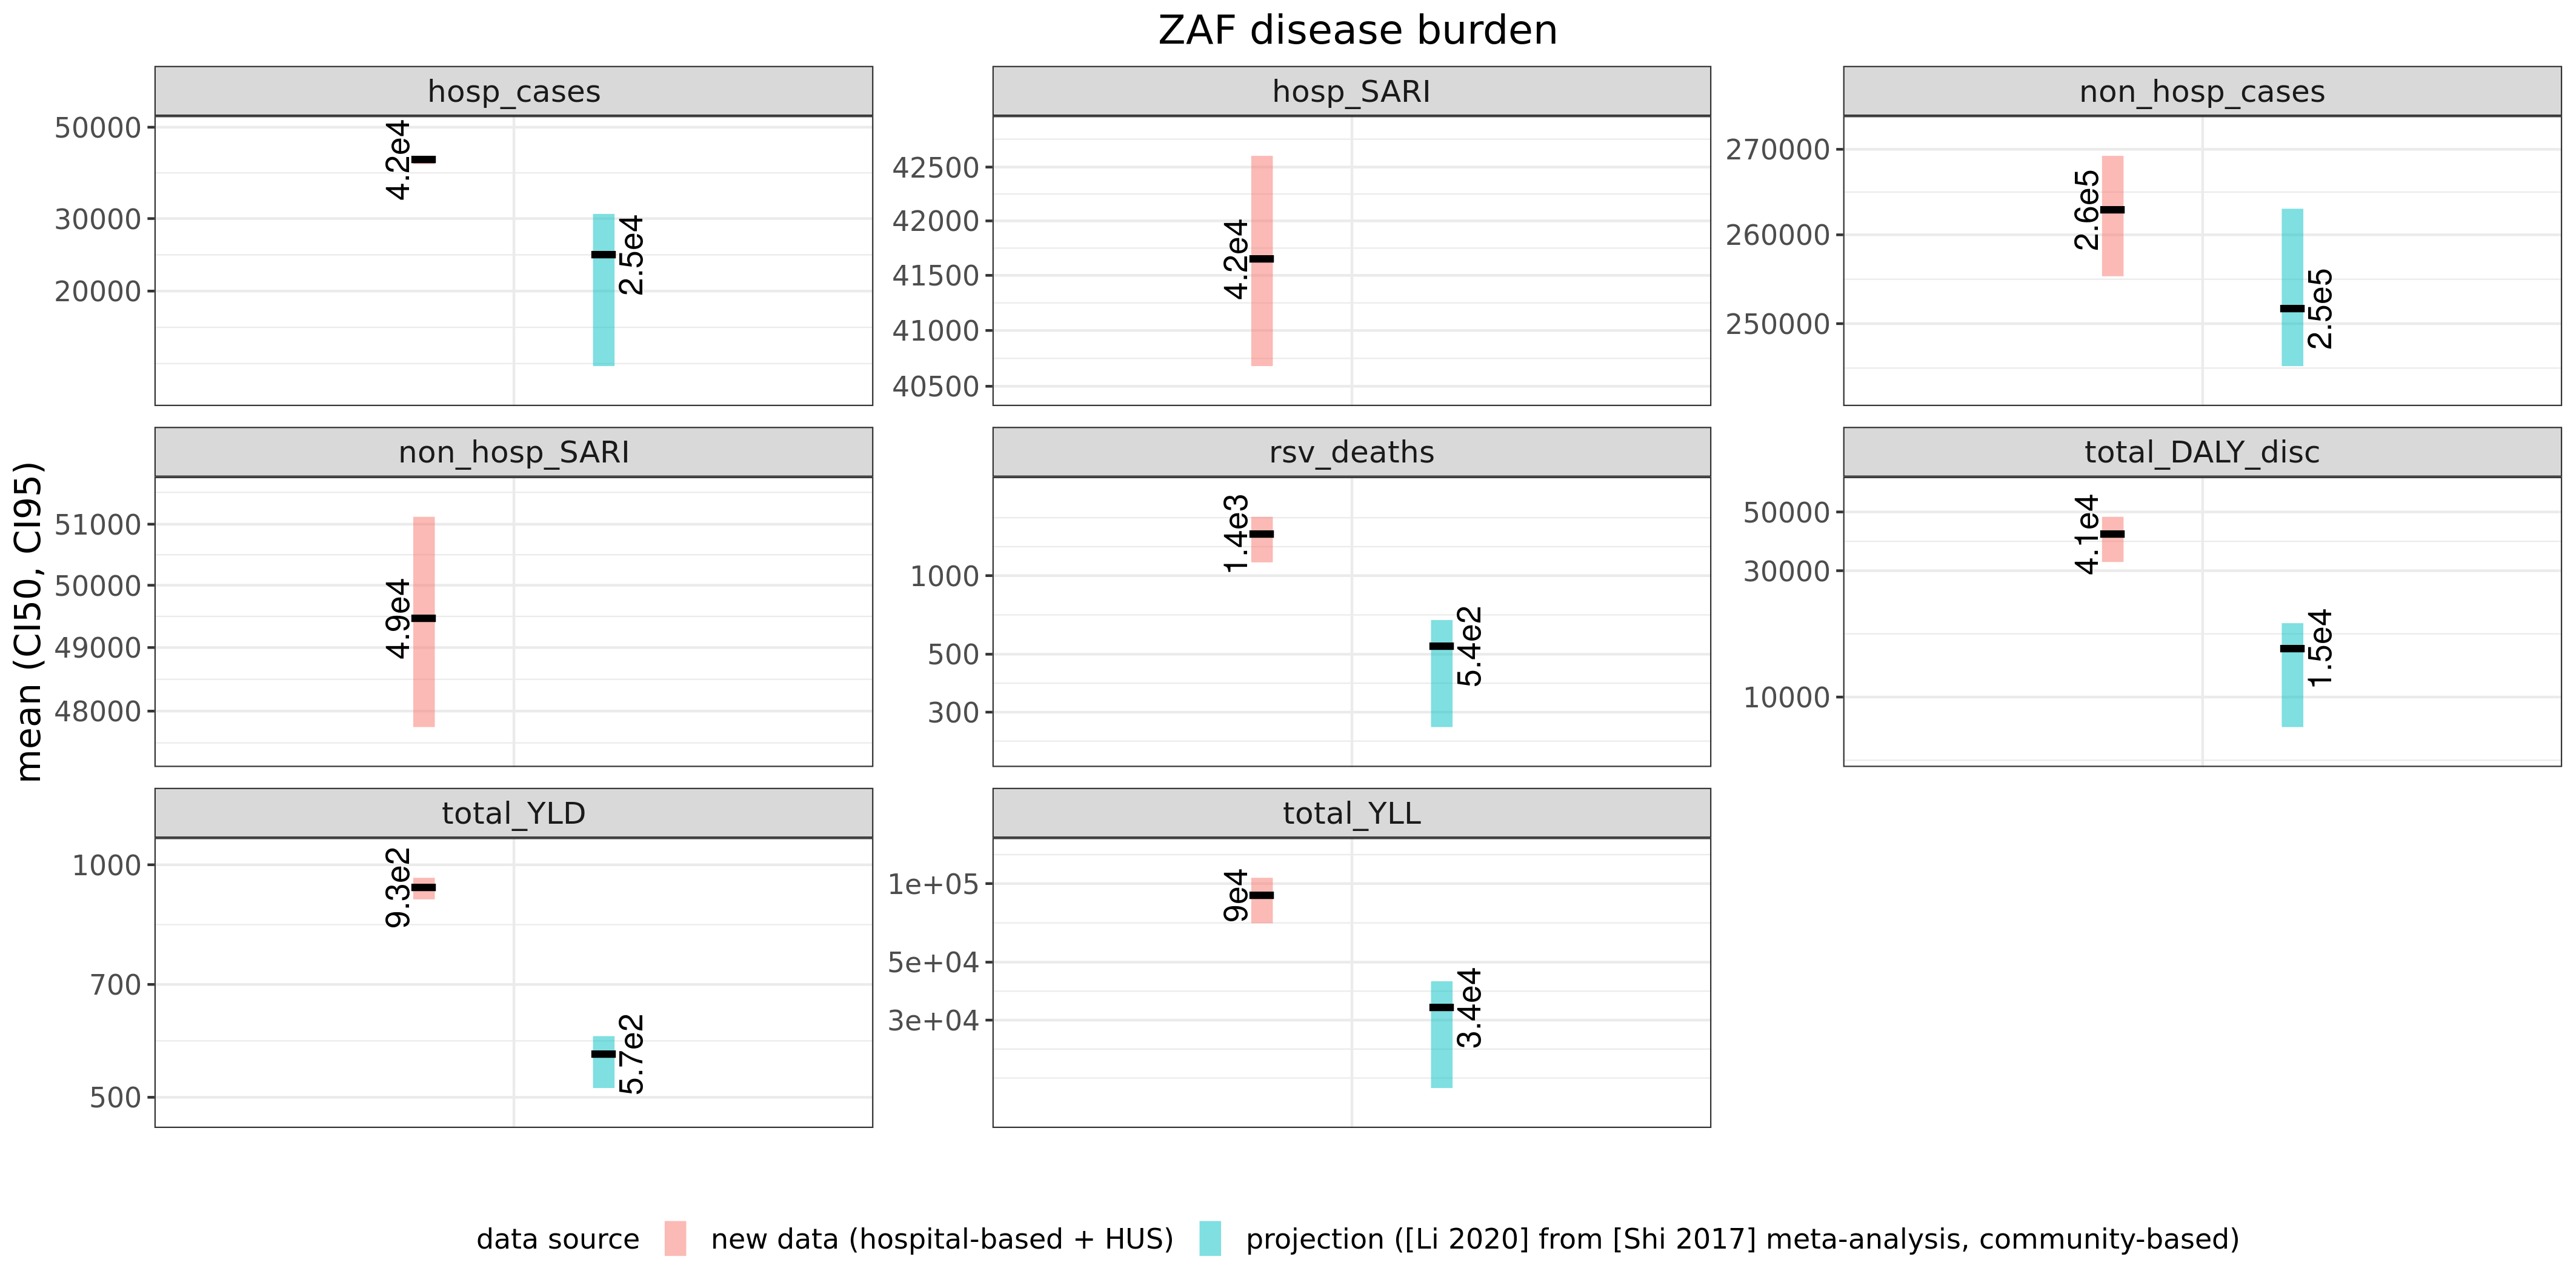 ZAF disease burden
hosp_cases
hosp_SARI
non_hosp_cases
50000
30000
20000
4.2e4
2.5e4
42500
42000
41500
41000
40500
4.2e4
270000
260000
250000
2.6e5
2.5e5
mean (CI50, CI95)
non_hosp_SARI
rsv_deaths
total_DALY_disc
51000
50000
49000
48000
4.9e4
1000
500
300
1.4e3
5.4e2
50000
30000
10000
4.1e4
1.5e4
total_YLD
total_YLL
1000
700
500
9.3e2
5.7e2
1e+05
5e+04
3e+04
9e4
3.4e4
data source new data (hospital-based + HUS) projection ([Li 2020] from [Shi 2017] meta-analysis, community-based)